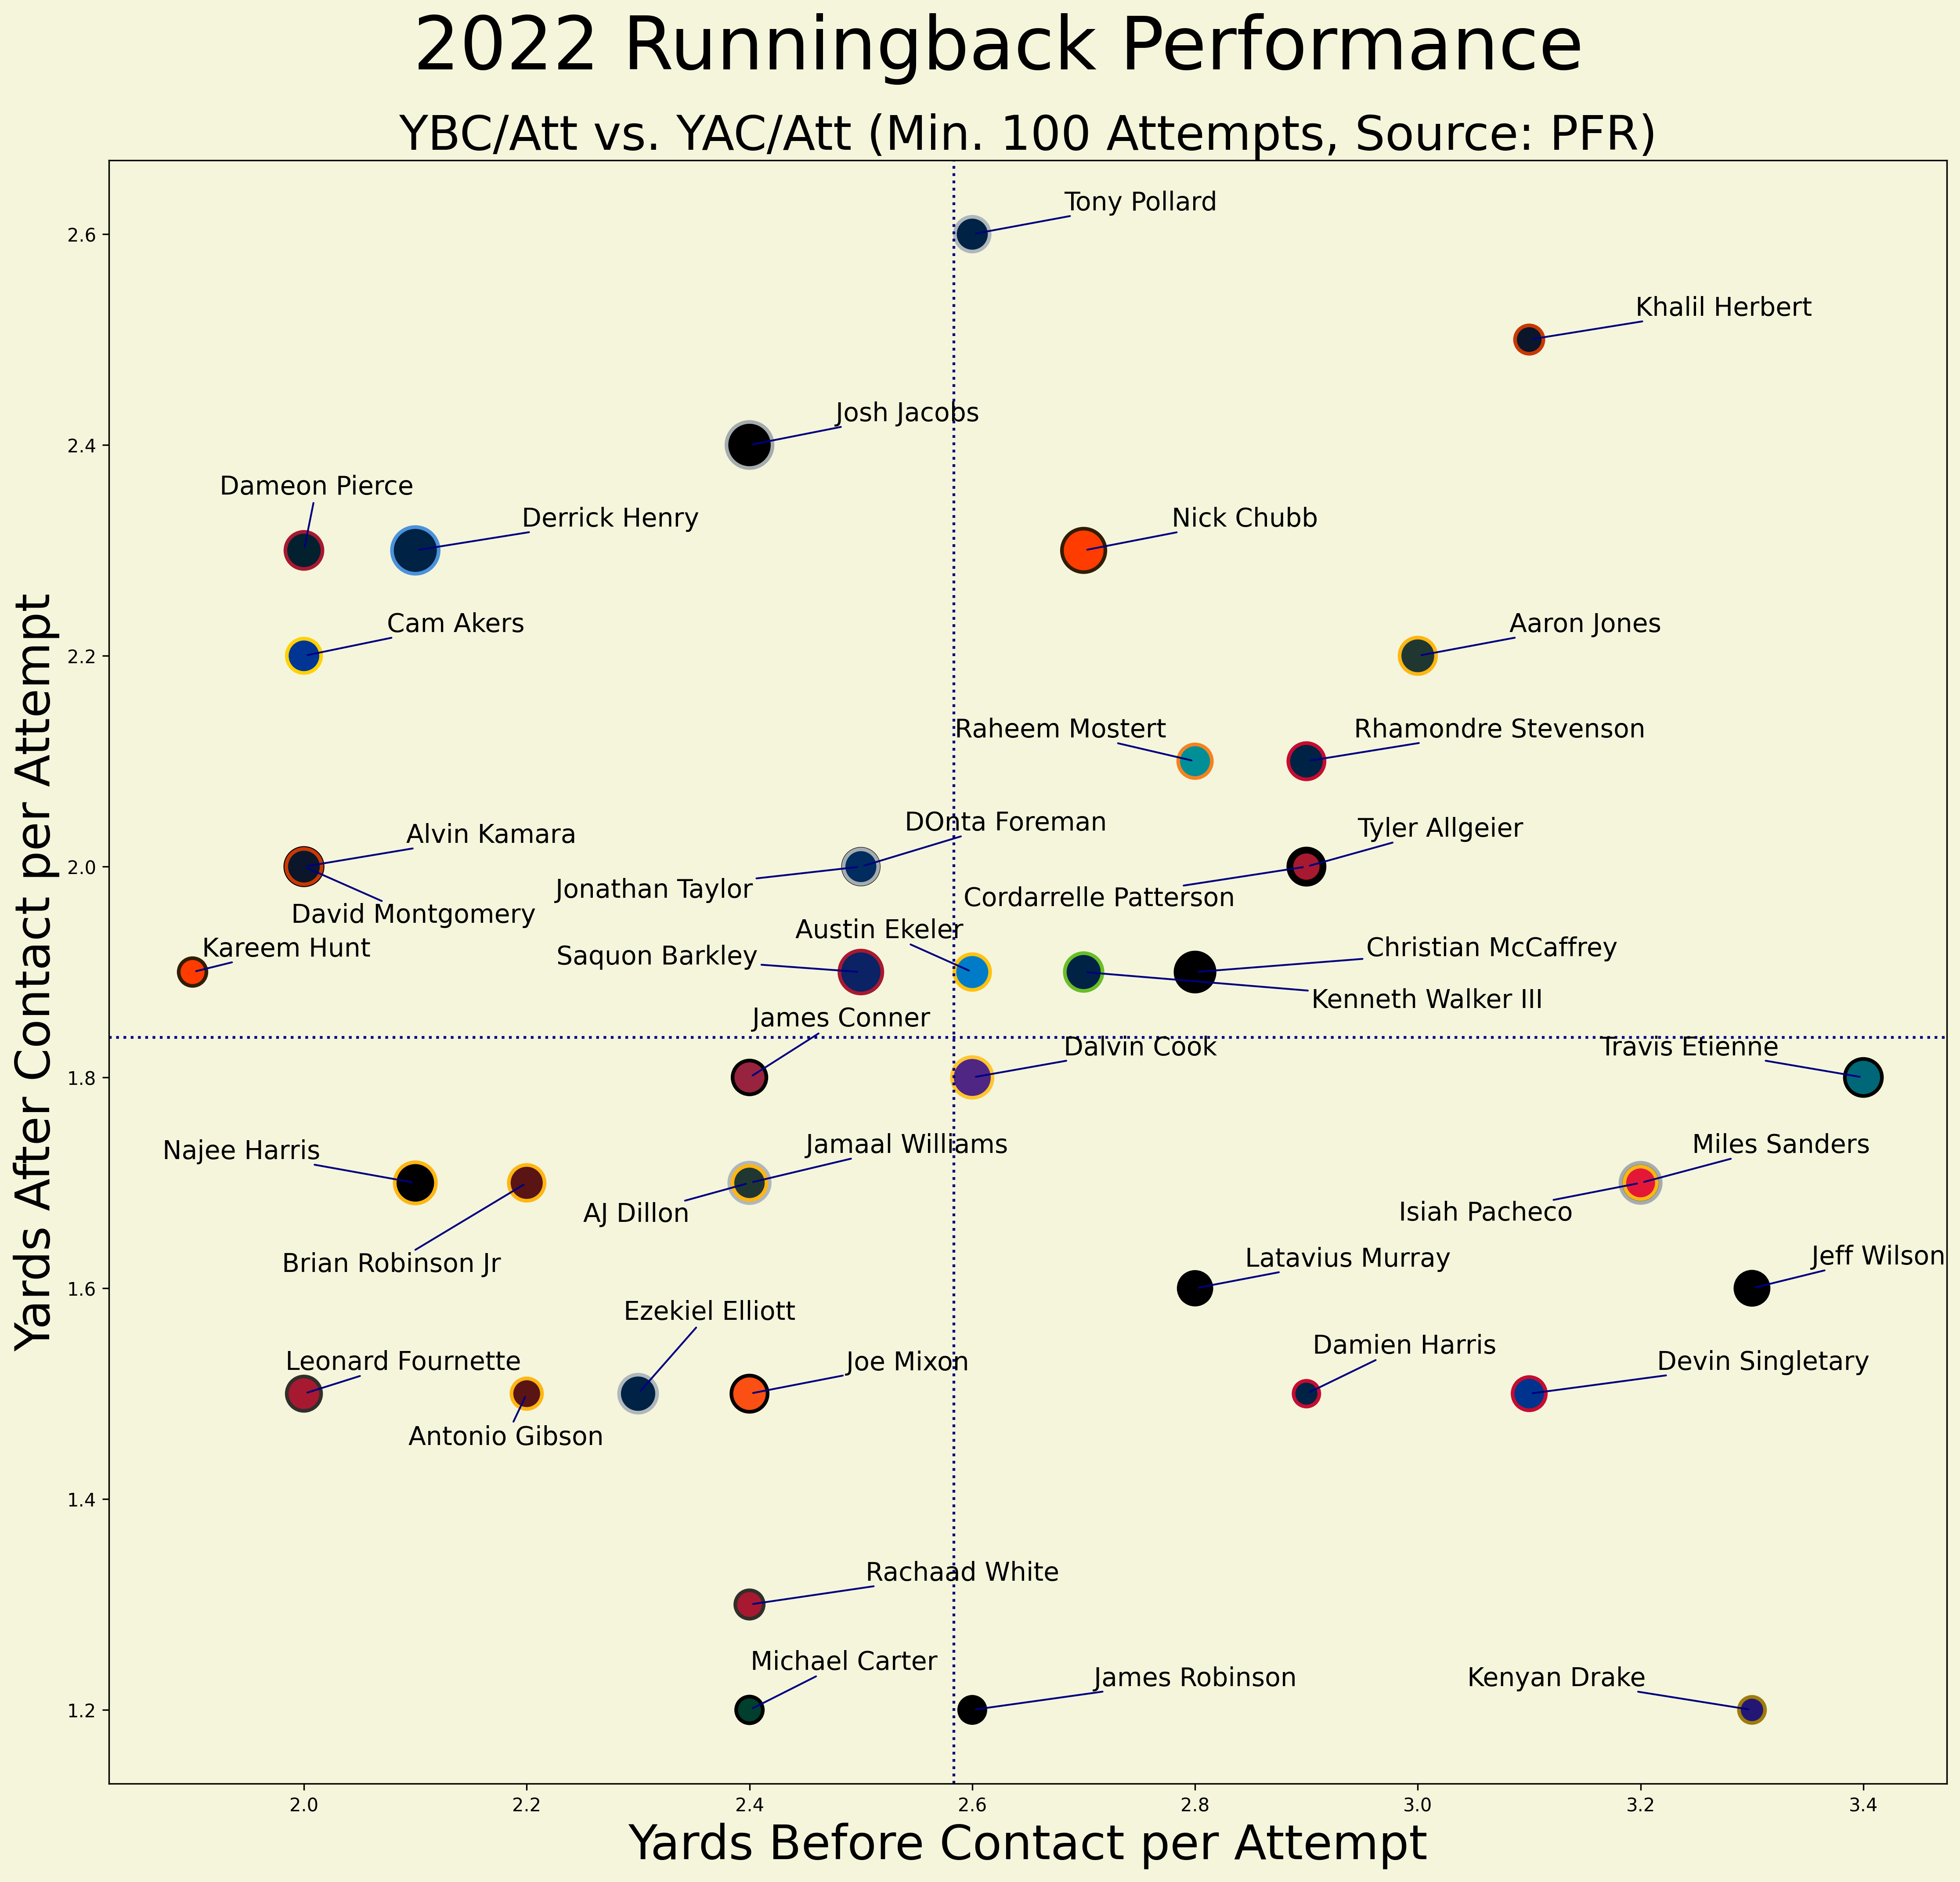 2022 Runningback Performance
YBC/Att vs. YAC/Att (Min. 100 Attempts, Source: PFR)
Tony Pollard
2.6
Khalil Herbert
Josh Jacobs
2.4
Dameon Pierce
Derrick Henry
Nick Chubb
Cam Akers
Aaron Jones
2.2
Raheem Mostert
Rhamondre Stevenson
DOnta Foreman
Tyler Allgeier
Alvin Kamara
2.0
Jonathan Taylor
Cordarrelle Patterson
David Montgomery
Austin Ekeler
Kareem Hunt
Christian McCaffrey
Saquon Barkley
Kenneth Walker III
James Conner
Dalvin Cook
Travis Etienne
1.8
Najee Harris
Jamaal Williams
Miles Sanders
AJ Dillon
Isiah Pacheco
Brian Robinson Jr
Latavius Murray
Jeff Wilson
1.6
Ezekiel Elliott
Damien Harris
Leonard Fournette
Joe Mixon
Devin Singletary
Antonio Gibson
1.4
Rachaad White
Michael Carter
James Robinson
Kenyan Drake
1.2
Yards After Contact per Attempt
2.0 2.2 2.4 2.6 2.8 3.0 3.2 3.4
Yards Before Contact per Attempt